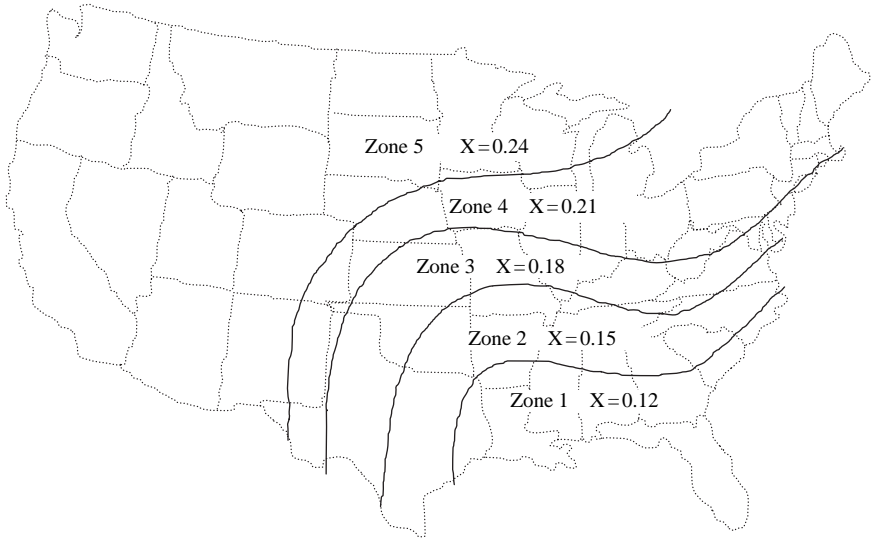 Zone 5 X=0.24
Zone 4 X=0.21
Zone 3 X=0.18
Zone 2 X=0.15
Zone 1 X=0.12